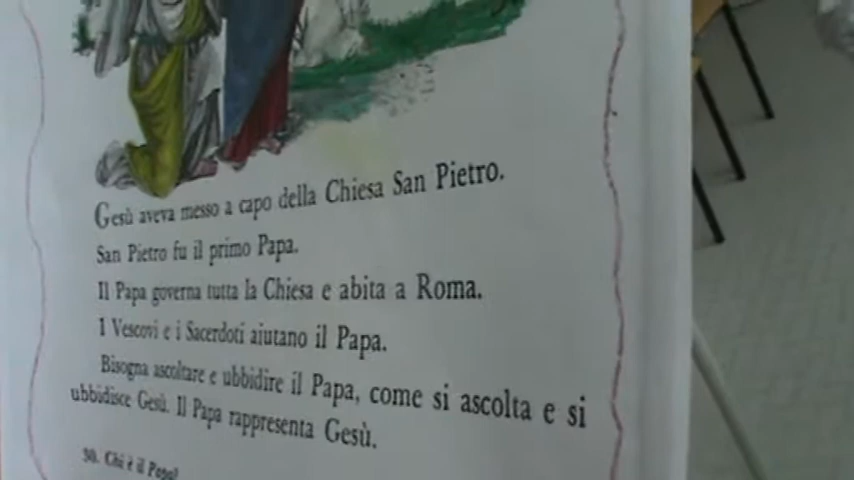 Gesù aveva messo a capo della Chiesa San Pietro.
San Pietro fu il primo Papa.
Il Papa governa tutta la Chiesa e abita a Roma.
I Vescovi e i Sacerdoti aiutano il Papa.
Bisogna ascoltare e ubbidire il Papa, come si ascolta e si
ubbidisce Gesù. Il Papa rappresenta Gesù.
30. Chi è il Papa?